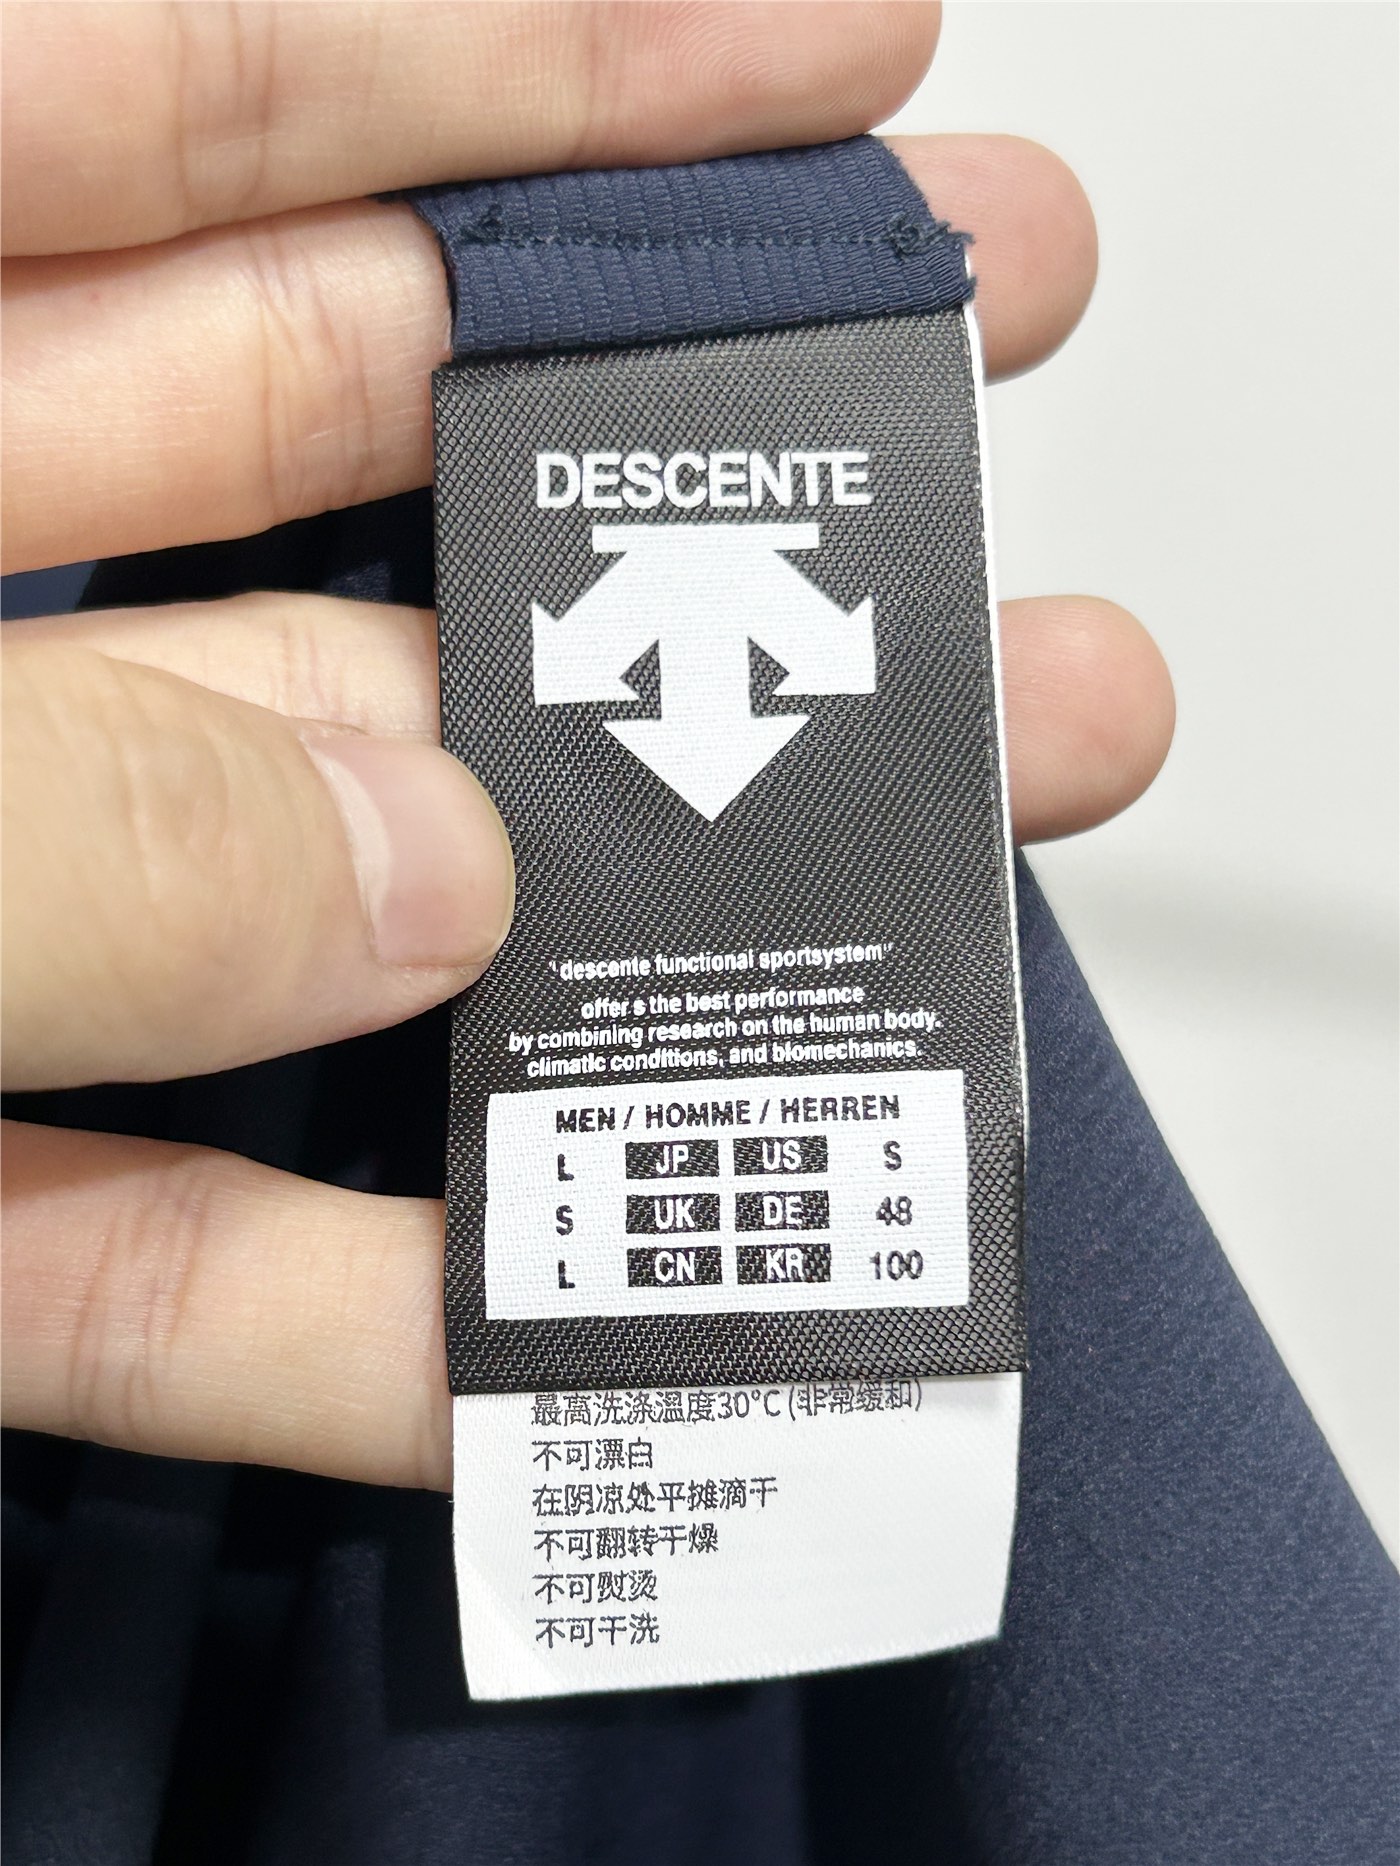 DESCENTE
"descente functional sportsystem"
offer s the best performance
by combining research on the human body.
climatic conditions, and biomechanics.
MEN / HOMME / HERREN
L JP US S
S UK DE 48
L CN KR 100
最高洗涤温度30°C (非常缓和)
不可漂白
在阴凉处平摊滴干
不可翻转干燥
不可熨烫
不可干洗